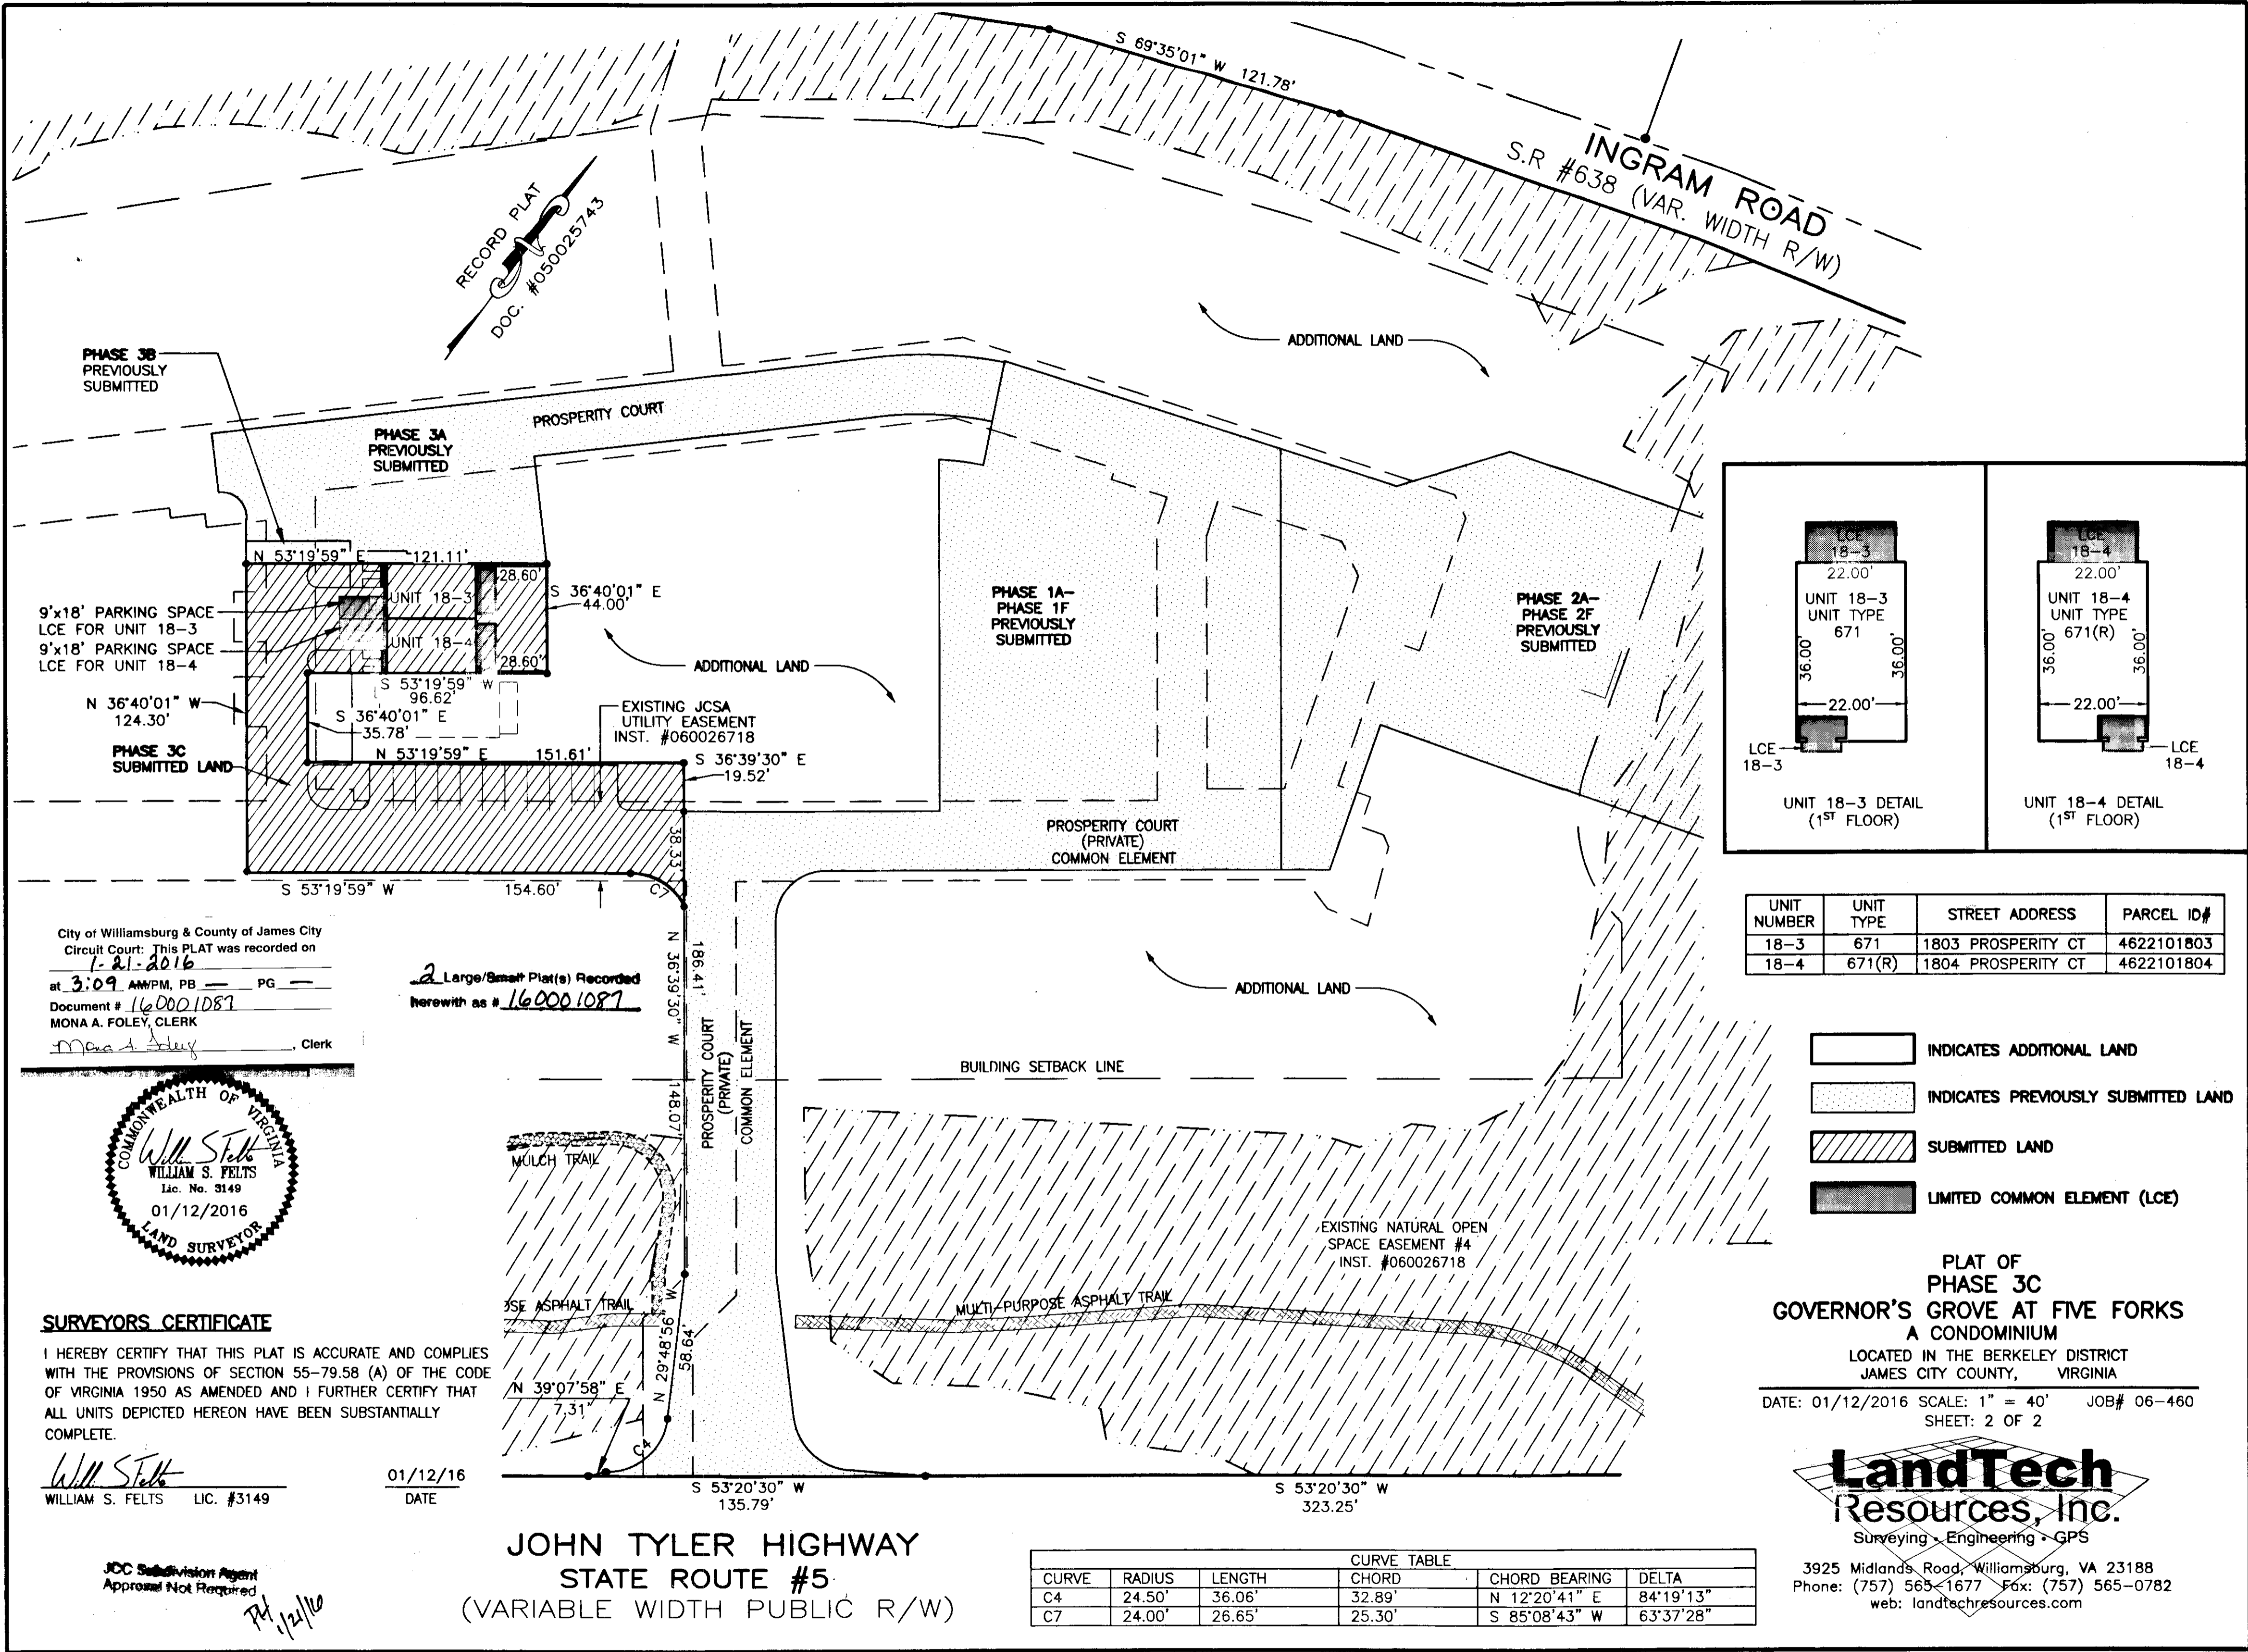 S 69°35'01" W 121.78'
INGRAM ROAD
S.R #638 (VAR. WIDTH R/W)
RECORD PLAT
DOC. #050025743
ADDITIONAL LAND
PHASE 3B
PREVIOUSLY
SUBMITTED
PROSPERITY COURT
PHASE 3A
PREVIOUSLY
SUBMITTED
N 53°19'59" E 121.11'
28.60'
S 36°40'01" E
44.00'
UNIT 18-3
UNIT 18-4
28.60'
9'x18' PARKING SPACE
LCE FOR UNIT 18-3
9'x18' PARKING SPACE
LCE FOR UNIT 18-4
N 36°40'01" W
124.30'
S 53°19'59" W
96.62'
S 36°40'01" E
35.78'
PHASE 3C
SUBMITTED LAND
N 53°19'59" E 151.61'
ADDITIONAL LAND
EXISTING JCSA
UTILITY EASEMENT
INST. #060026718
S 36°39'30" E
19.52'
38.33'
PHASE 1A-
PHASE 1F
PREVIOUSLY
SUBMITTED
PHASE 2A-
PHASE 2F
PREVIOUSLY
SUBMITTED
PROSPERITY COURT
(PRIVATE)
COMMON ELEMENT
S 53°19'59" W 154.60'
C7
LCE
18-3
22.00'
UNIT 18-3
UNIT TYPE
671
36.00'
36.00'
22.00'
LCE
18-3
UNIT 18-3 DETAIL
(1ST FLOOR)
LCE
18-4
22.00'
UNIT 18-4
UNIT TYPE
671(R)
36.00'
36.00'
22.00'
LCE
18-4
UNIT 18-4 DETAIL
(1ST FLOOR)
UNIT NUMBER UNIT TYPE STREET ADDRESS PARCEL ID#
18-3 671 1803 PROSPERITY CT 4622101803
18-4 671(R) 1804 PROSPERITY CT 4622101804
City of Williamsburg & County of James City
Circuit Court: This PLAT was recorded on
1-21-2016
at 3:09 AM/PM, PB — PG —
Document # 160001087
MONA A. FOLEY, CLERK
Mona A. Foley, Clerk
2 Large/Small Plat(s) Recorded
herewith as # 160001087
N 36°39'30" W 148.07'
186.41'
PROSPERITY COURT
(PRIVATE)
COMMON ELEMENT
ADDITIONAL LAND
BUILDING SETBACK LINE
INDICATES ADDITIONAL LAND
INDICATES PREVIOUSLY SUBMITTED LAND
SUBMITTED LAND
LIMITED COMMON ELEMENT (LCE)
COMMONWEALTH OF VIRGINIA
Will S Felts
WILLIAM S. FELTS
Lic. No. 3149
01/12/2016
LAND SURVEYOR
MULCH TRAIL
EXISTING NATURAL OPEN
SPACE EASEMENT #4
INST. #060026718
OSE ASPHALT TRAIL
MULTI-PURPOSE ASPHALT TRAIL
N 29°48'56" W
58.64'
N 39°07'58" E
7.31'
C4
SURVEYORS CERTIFICATE
I HEREBY CERTIFY THAT THIS PLAT IS ACCURATE AND COMPLIES
WITH THE PROVISIONS OF SECTION 55-79.58 (A) OF THE CODE
OF VIRGINIA 1950 AS AMENDED AND I FURTHER CERTIFY THAT
ALL UNITS DEPICTED HEREON HAVE BEEN SUBSTANTIALLY
COMPLETE.
Will S Felts
WILLIAM S. FELTS LIC. #3149
01/12/16
DATE
S 53°20'30" W
135.79'
S 53°20'30" W
323.25'
PLAT OF
PHASE 3C
GOVERNOR'S GROVE AT FIVE FORKS
A CONDOMINIUM
LOCATED IN THE BERKELEY DISTRICT
JAMES CITY COUNTY, VIRGINIA
DATE: 01/12/2016 SCALE: 1" = 40' JOB# 06-460
SHEET: 2 OF 2
LandTech
Resources, Inc.
Surveying • Engineering • GPS
3925 Midlands Road, Williamsburg, VA 23188
Phone: (757) 565-1677 Fax: (757) 565-0782
web: landtechresources.com
JOHN TYLER HIGHWAY
STATE ROUTE #5
(VARIABLE WIDTH PUBLIC R/W)
CURVE TABLE
CURVE RADIUS LENGTH CHORD CHORD BEARING DELTA
C4 24.50' 36.06' 32.89' N 12°20'41" E 84°19'13"
C7 24.00' 26.65' 25.30' S 85°08'43" W 63°37'28"
JCC Subdivision Agent
Approval Not Required
1/21/16